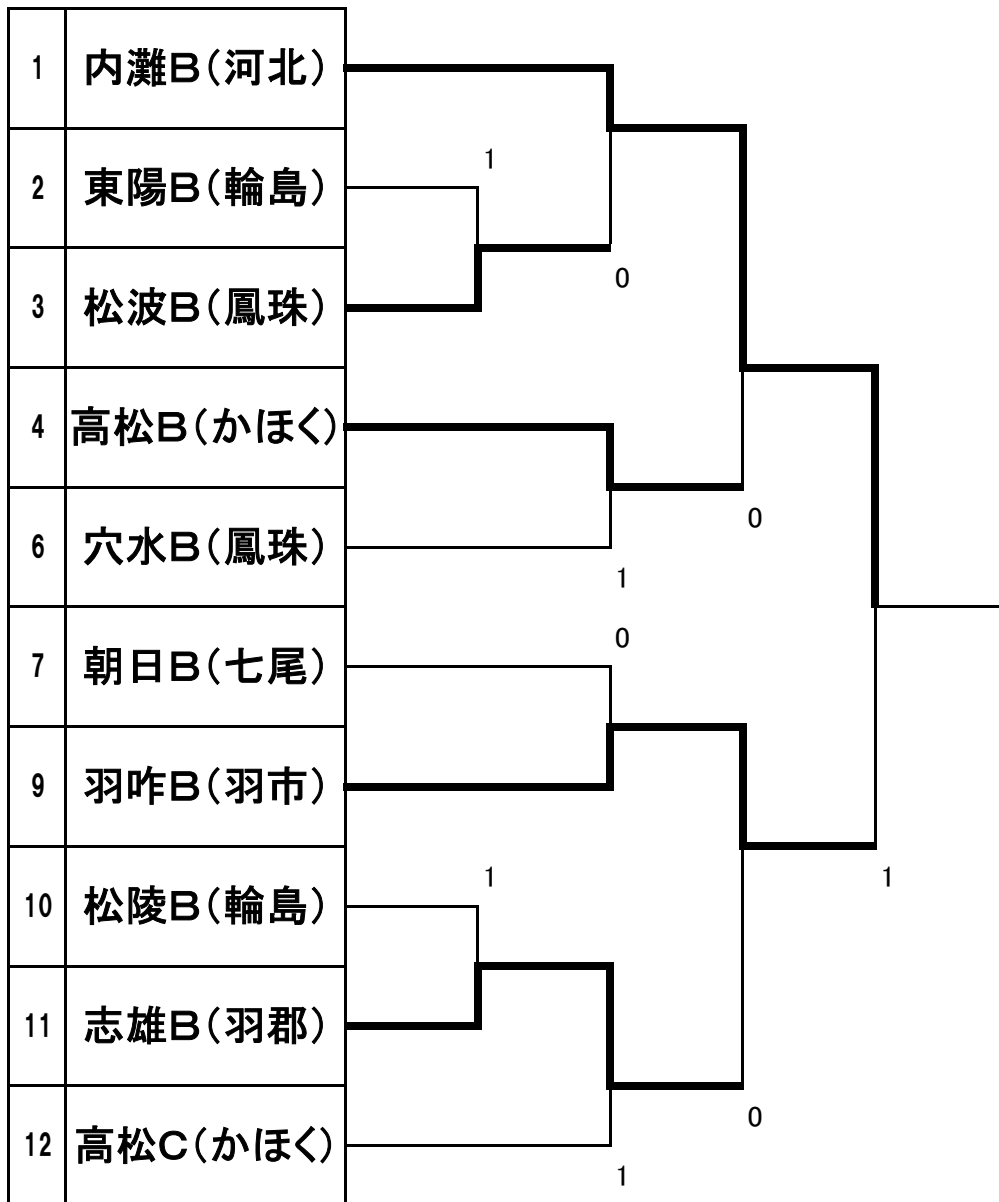 1 内灘B(河北)
1
2 東陽B(輪島)
0
3 松波B(鳳珠)
4 高松B(かほく)
0
6 穴水B(鳳珠)
1
0
7 朝日B(七尾)
9 羽咋B(羽市)
1
1
10 松陵B(輪島)
11 志雄B(羽郡)
0
12 高松C(かほく)
1